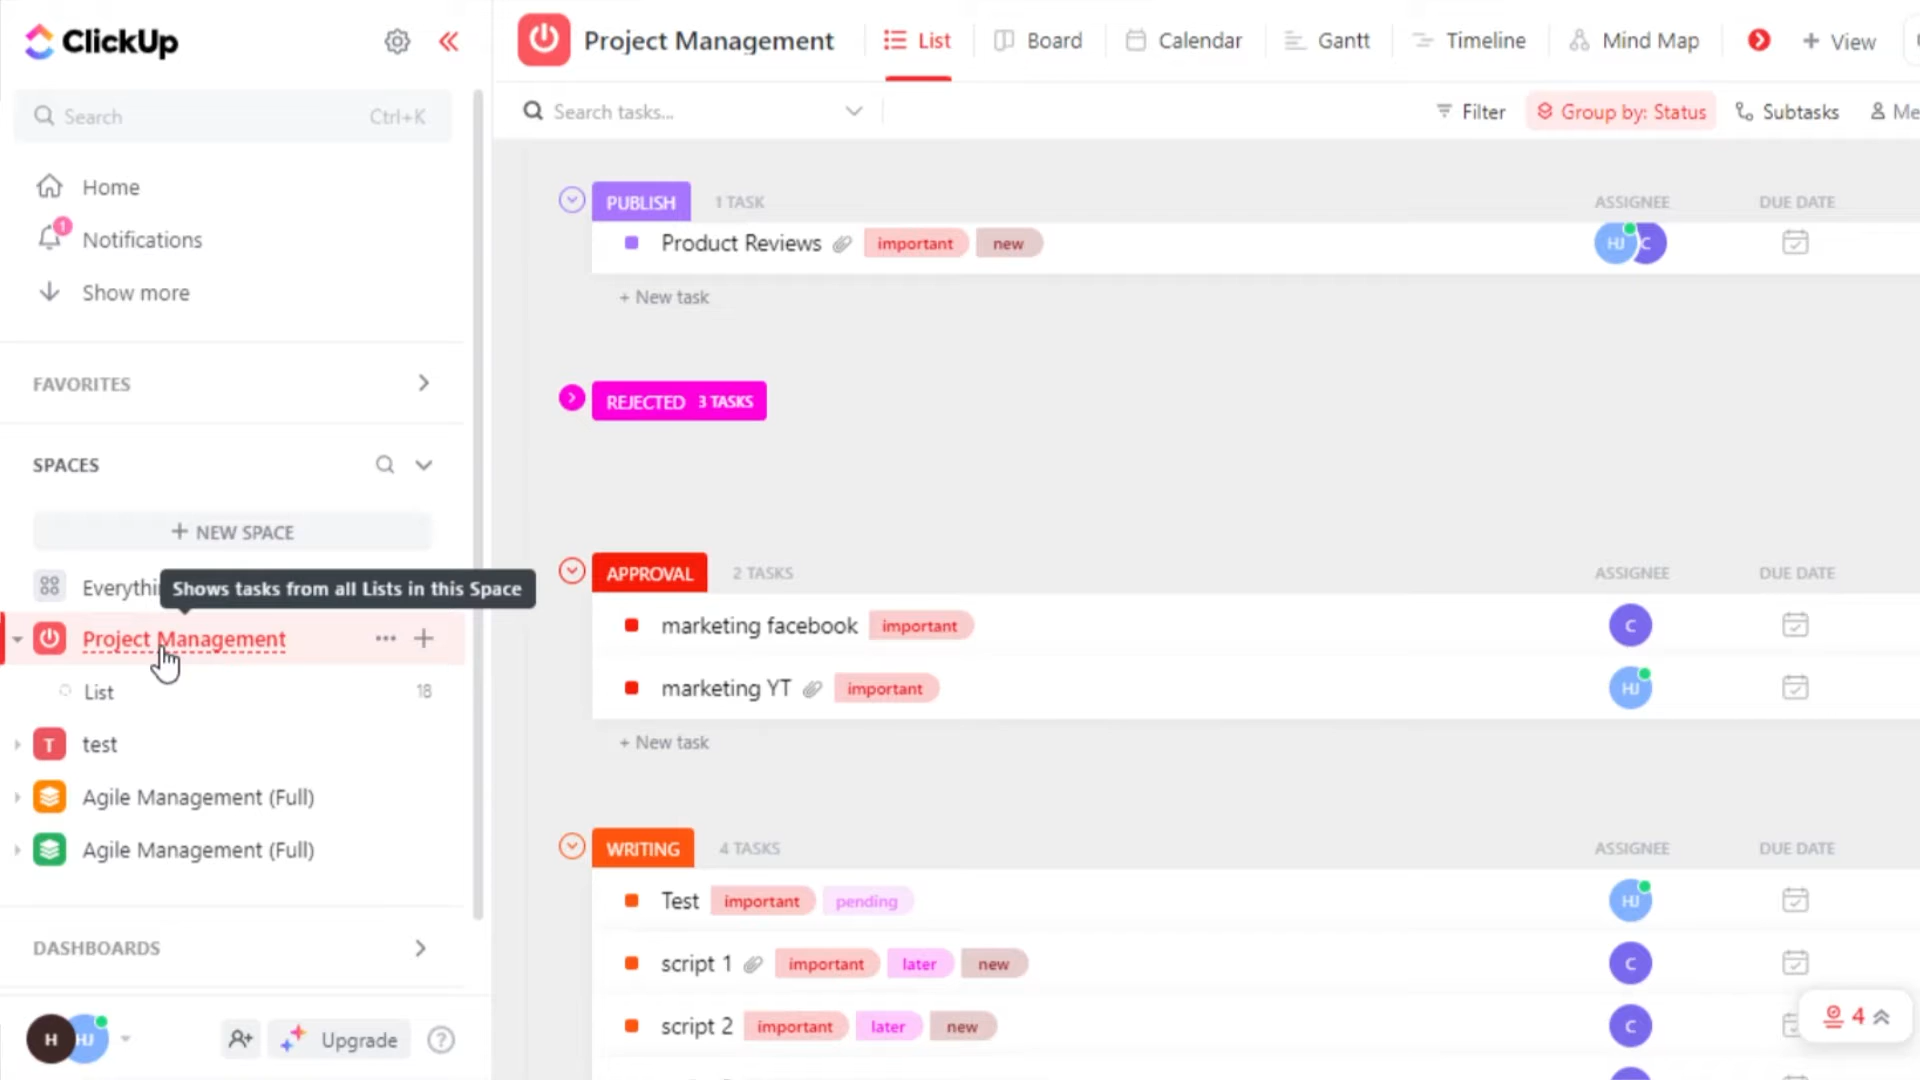 ClickUp
Search Ctrl+K
Home
1
Notifications
Show more
FAVORITES
SPACES
+ NEW SPACE
Everythi
Shows tasks from all Lists in this Space
Project Management
List 18
T test
Agile Management (Full)
Agile Management (Full)
DASHBOARDS
H HJ Upgrade ?
Project Management List Board Calendar Gantt Timeline Mind Map + View
Search tasks... Filter Group by: Status Subtasks Me
PUBLISH 1 TASK ASSIGNEE DUE DATE
Product Reviews important new HJ C
+ New task
REJECTED 3 TASKS
APPROVAL 2 TASKS ASSIGNEE DUE DATE
marketing facebook important C
marketing YT important HJ
+ New task
WRITING 4 TASKS ASSIGNEE DUE DATE
Test important pending HJ
script 1 important later new C
script 2 important later new C
4